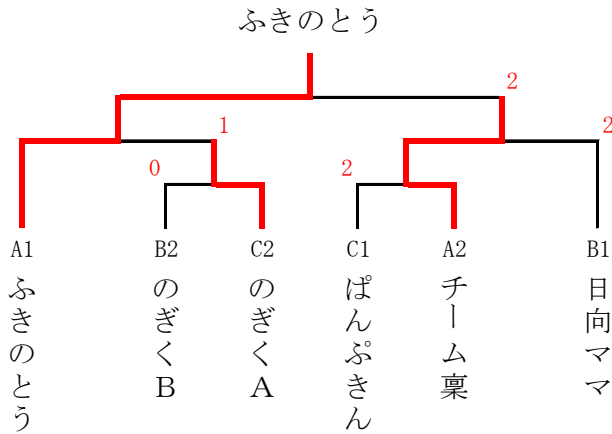 ふきのとう
2
1
2
0
2
A1
B2
C2
C1
A2
B1
ふきのとう
のぎくB
のぎくA
ぱんぷきん
チーム稟
日向ママ